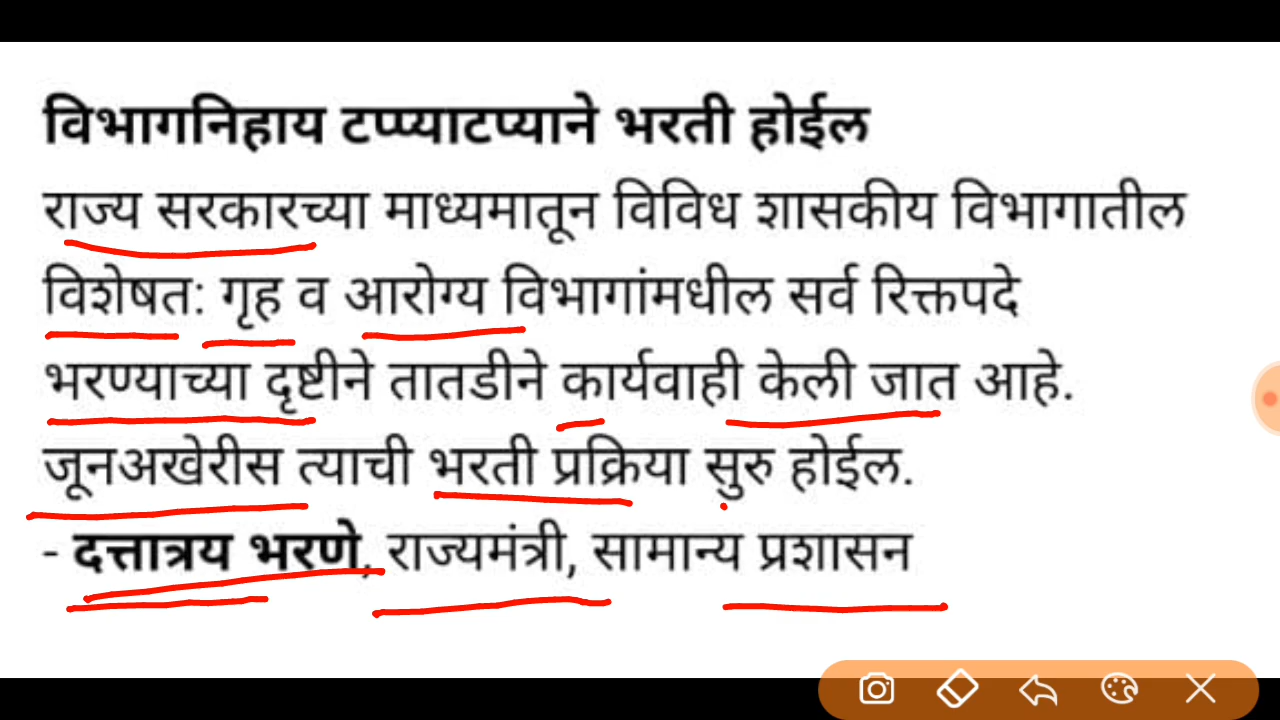 विभागनिहाय टप्प्याटप्याने भरती होईल
राज्य सरकारच्या माध्यमातून विविध शासकीय विभागातील
विशेषत: गृह व आरोग्य विभागांमधील सर्व रिक्तपदे
भरण्याच्या दृष्टीने तातडीने कार्यवाही केली जात आहे.
जूनअखेरीस त्याची भरती प्रक्रिया सुरु होईल.
- दत्तात्रय भरणे, राज्यमंत्री, सामान्य प्रशासन